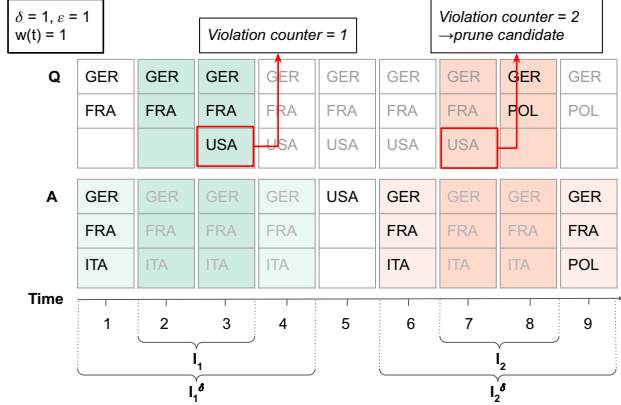 δ = 1, ε = 1
w(t) = 1
Violation counter = 1
Violation counter = 2
→prune candidate
Q GER GER GER GER GER GER GER GER GER
FRA FRA FRA FRA FRA FRA FRA POL POL
USA USA USA USA USA
A GER GER GER GER USA GER GER GER GER
FRA FRA FRA FRA FRA FRA FRA FRA
ITA ITA ITA ITA ITA ITA ITA POL
Time
1 2 3 4 5 6 7 8 9
I₁ I₂
I₁δ I₂δ